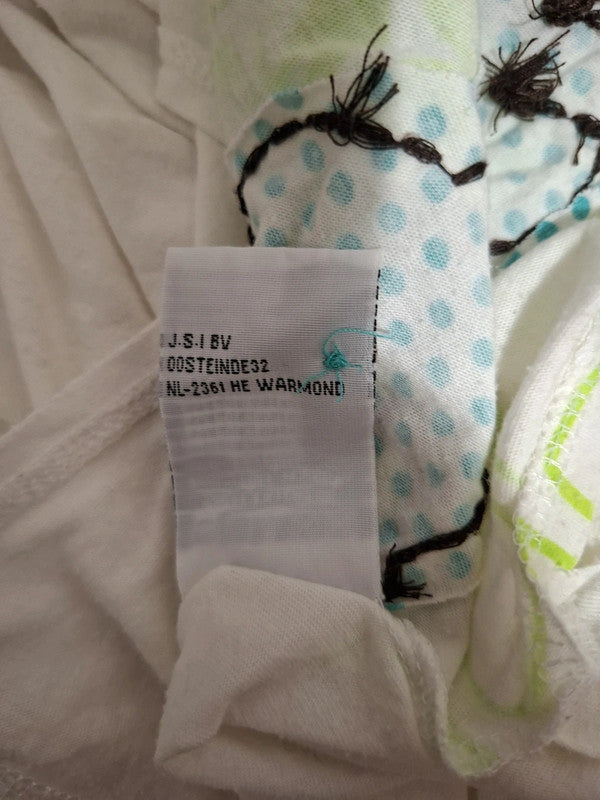 J.S.I BV
OOSTEINDE32
NL-2361 HE WARMOND